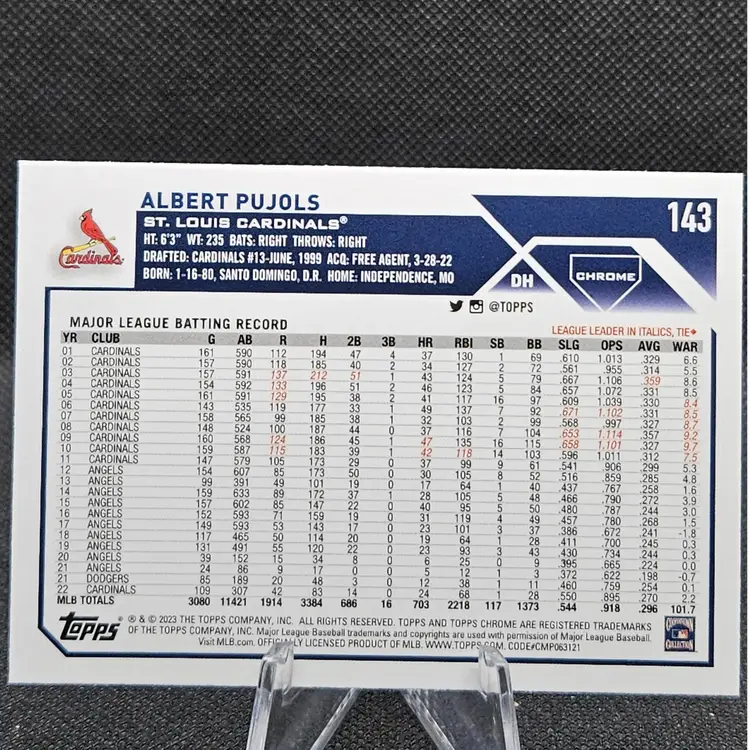 ALBERT PUJOLS
143
ST. LOUIS CARDINALS®
Cardinals
HT: 6'3" WT: 235 BATS: RIGHT THROWS: RIGHT
DRAFTED: CARDINALS #13-JUNE, 1999 ACQ: FREE AGENT, 3-28-22
BORN: 1-16-80, SANTO DOMINGO, D.R. HOME: INDEPENDENCE, MO
DH
CHROME
@TOPPS
MAJOR LEAGUE BATTING RECORD
LEAGUE LEADER IN ITALICS, TIE♦
YR CLUB G AB R H 2B 3B HR RBI SB BB SLG OPS AVG WAR
01 CARDINALS 161 590 112 194 47 4 37 130 1 69 .610 1.013 .329 6.6
02 CARDINALS 157 590 118 185 40 2 34 127 2 72 .561 .955 .314 5.5
03 CARDINALS 157 591 137 212 51 1 43 124 5 79 .667 1.106 .359 8.6
04 CARDINALS 154 592 133 196 51 2 46 123 5 84 .657 1.072 .331 8.5
05 CARDINALS 161 591 129 195 38 2 41 117 16 97 .609 1.039 .330 8.4
06 CARDINALS 143 535 119 177 33 1 49 137 7 92 .671 1.102 .331 8.5
07 CARDINALS 158 565 99 185 38 1 32 103 2 99 .568 .997 .327 8.7
08 CARDINALS 148 524 100 187 44 0 37 116 7 104 .653 1.114 .357 9.2
09 CARDINALS 160 568 124 186 45 1 47 135 16 115 .658 1.101 .327 9.7
10 CARDINALS 159 587 115 183 39 1 42 118 14 103 .596 1.011 .312 7.5
11 CARDINALS 147 579 105 173 29 0 37 99 9 61 .541 .906 .299 5.3
12 ANGELS 154 607 85 173 50 0 30 105 8 52 .516 .859 .285 4.8
13 ANGELS 99 391 49 101 19 0 17 64 1 40 .437 .767 .258 1.6
14 ANGELS 159 633 89 172 37 1 28 105 5 48 .466 .790 .272 3.9
15 ANGELS 157 602 85 147 22 0 40 95 5 50 .480 .787 .244 3.0
16 ANGELS 152 593 71 159 19 0 31 119 4 49 .457 .780 .268 1.5
17 ANGELS 149 593 53 143 17 0 23 101 3 37 .386 .672 .241 -1.8
18 ANGELS 117 465 50 114 20 0 19 64 1 28 .411 .700 .245 0.3
19 ANGELS 131 491 55 120 22 0 23 93 3 43 .430 .734 .244 0.3
20 ANGELS 39 152 15 34 8 0 6 25 0 9 .395 .665 .224 0.0
21 ANGELS 24 86 9 17 0 0 5 12 1 3 .372 .622 .198 -0.7
21 DODGERS 85 189 20 48 3 0 12 38 1 11 .460 .759 .254 0.1
22 CARDINALS 109 307 42 83 14 0 24 68 1 28 .550 .895 .270 2.2
MLB TOTALS 3080 11421 1914 3384 686 16 703 2218 117 1373 .544 .918 .296 101.7
Topps
® & © 2023 THE TOPPS COMPANY, INC. ALL RIGHTS RESERVED. TOPPS AND TOPPS CHROME ARE REGISTERED TRADEMARKS
OF THE TOPPS COMPANY, INC. Major League Baseball trademarks and copyrights are used with permission of Major League Baseball.
Visit MLB.com. OFFICIALLY LICENSED PRODUCT OF MLB. WWW.TOPPS.COM. CODE#CMP063121